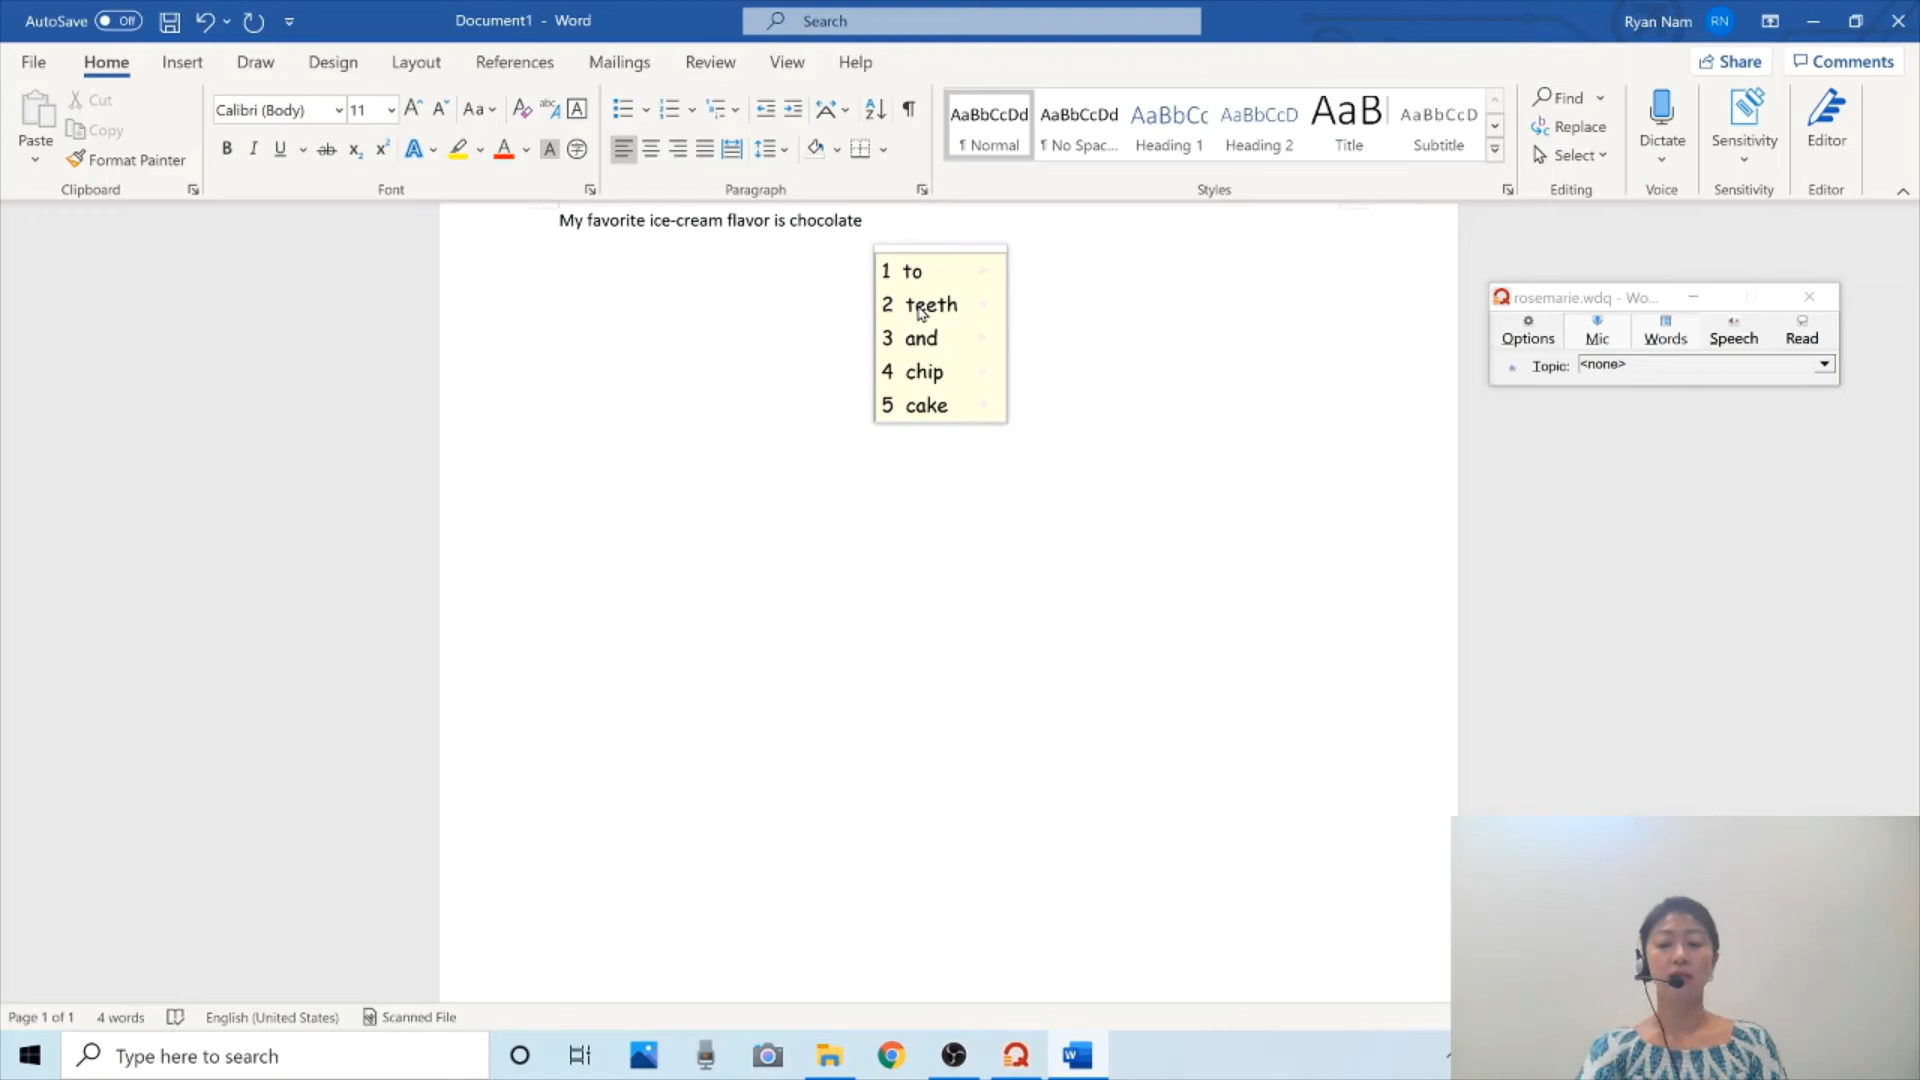 AutoSave Off Document1 - Word Search Ryan Nam RN
File Home Insert Draw Design Layout References Mailings Review View Help Share Comments
Paste
Cut
Copy
Format Painter
Clipboard
Calibri (Body) 11 Aa
B I U ab x₂ x² A A A
Font
Paragraph
AaBbCcDd AaBbCcDd AaBbCc AaBbCcD AaB AaBbCcD
¶ Normal ¶ No Spac... Heading 1 Heading 2 Title Subtitle
Styles
Find
Replace
Select
Editing
Dictate
Voice
Sensitivity
Sensitivity
Editor
Editor
My favorite ice-cream flavor is chocolate
1 to
2 teeth
3 and
4 chip
5 cake
rosemarie.wdq - Wo...
Options Mic Words Speech Read
Topic: <none>
Page 1 of 1 4 words English (United States) Scanned File
Type here to search